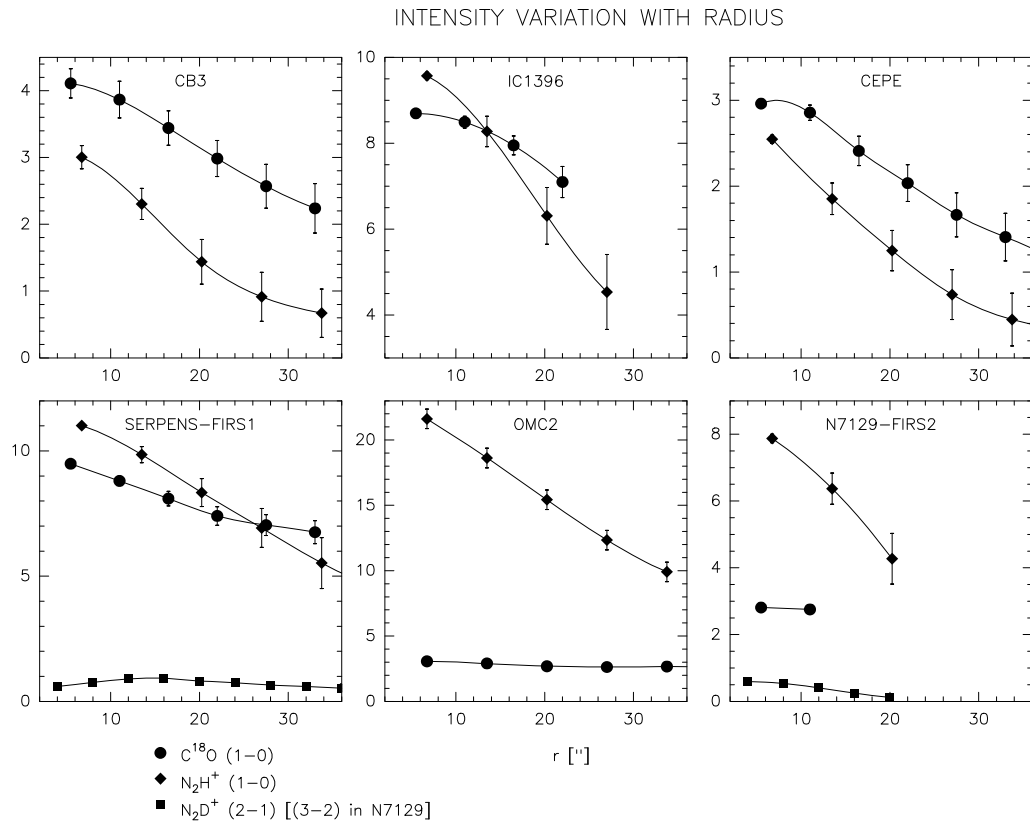 INTENSITY VARIATION WITH RADIUS
CB3
IC1396
CEPE
4
3
2
1
0
10
8
6
4
3
2
1
0
10 20 30
10 20 30
10 20 30
SERPENS-FIRS1
OMC2
N7129-FIRS2
10
5
0
20
15
10
5
0
8
6
4
2
0
10 20 30
10 20 30
10 20 30
r ["]
C¹⁸O (1-0)
N₂H⁺ (1-0)
N₂D⁺ (2-1) [(3-2) in N7129]